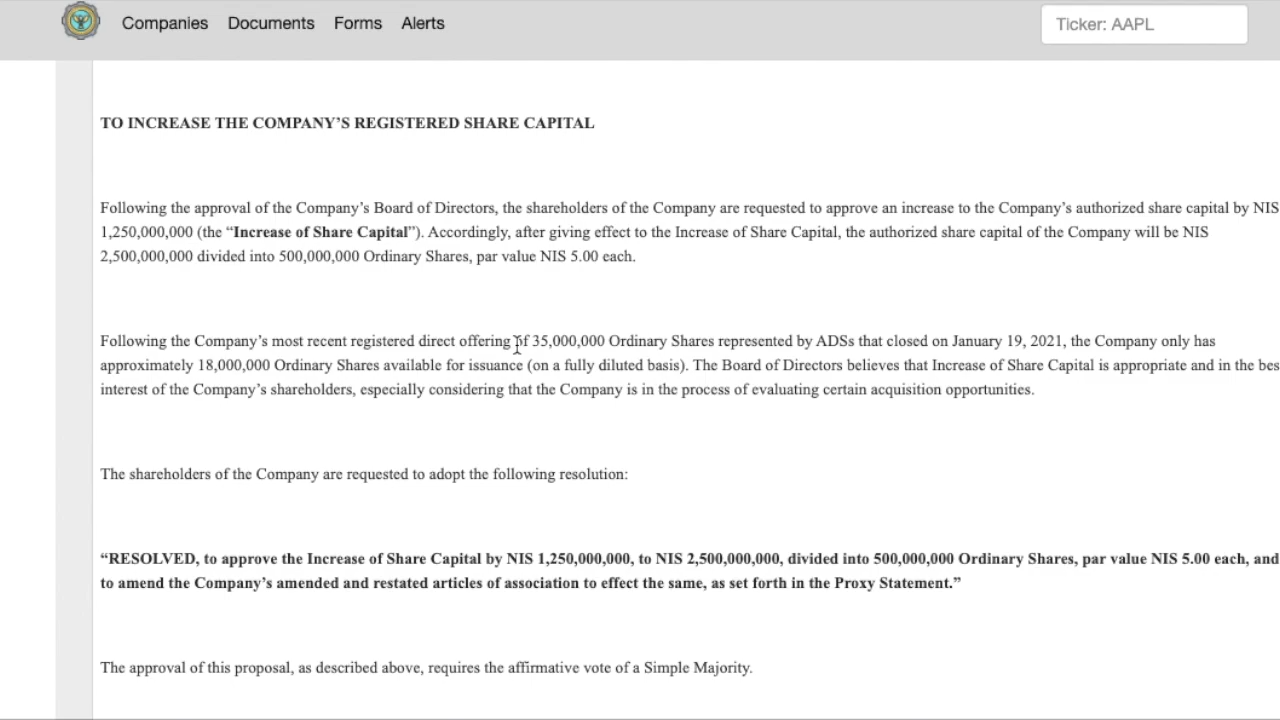 Companies Documents Forms Alerts Ticker: AAPL
TO INCREASE THE COMPANY’S REGISTERED SHARE CAPITAL
Following the approval of the Company’s Board of Directors, the shareholders of the Company are requested to approve an increase to the Company’s authorized share capital by NIS
1,250,000,000 (the “Increase of Share Capital”). Accordingly, after giving effect to the Increase of Share Capital, the authorized share capital of the Company will be NIS
2,500,000,000 divided into 500,000,000 Ordinary Shares, par value NIS 5.00 each.
Following the Company’s most recent registered direct offering of 35,000,000 Ordinary Shares represented by ADSs that closed on January 19, 2021, the Company only has
approximately 18,000,000 Ordinary Shares available for issuance (on a fully diluted basis). The Board of Directors believes that Increase of Share Capital is appropriate and in the bes
interest of the Company’s shareholders, especially considering that the Company is in the process of evaluating certain acquisition opportunities.
The shareholders of the Company are requested to adopt the following resolution:
“RESOLVED, to approve the Increase of Share Capital by NIS 1,250,000,000, to NIS 2,500,000,000, divided into 500,000,000 Ordinary Shares, par value NIS 5.00 each, and
to amend the Company’s amended and restated articles of association to effect the same, as set forth in the Proxy Statement.”
The approval of this proposal, as described above, requires the affirmative vote of a Simple Majority.